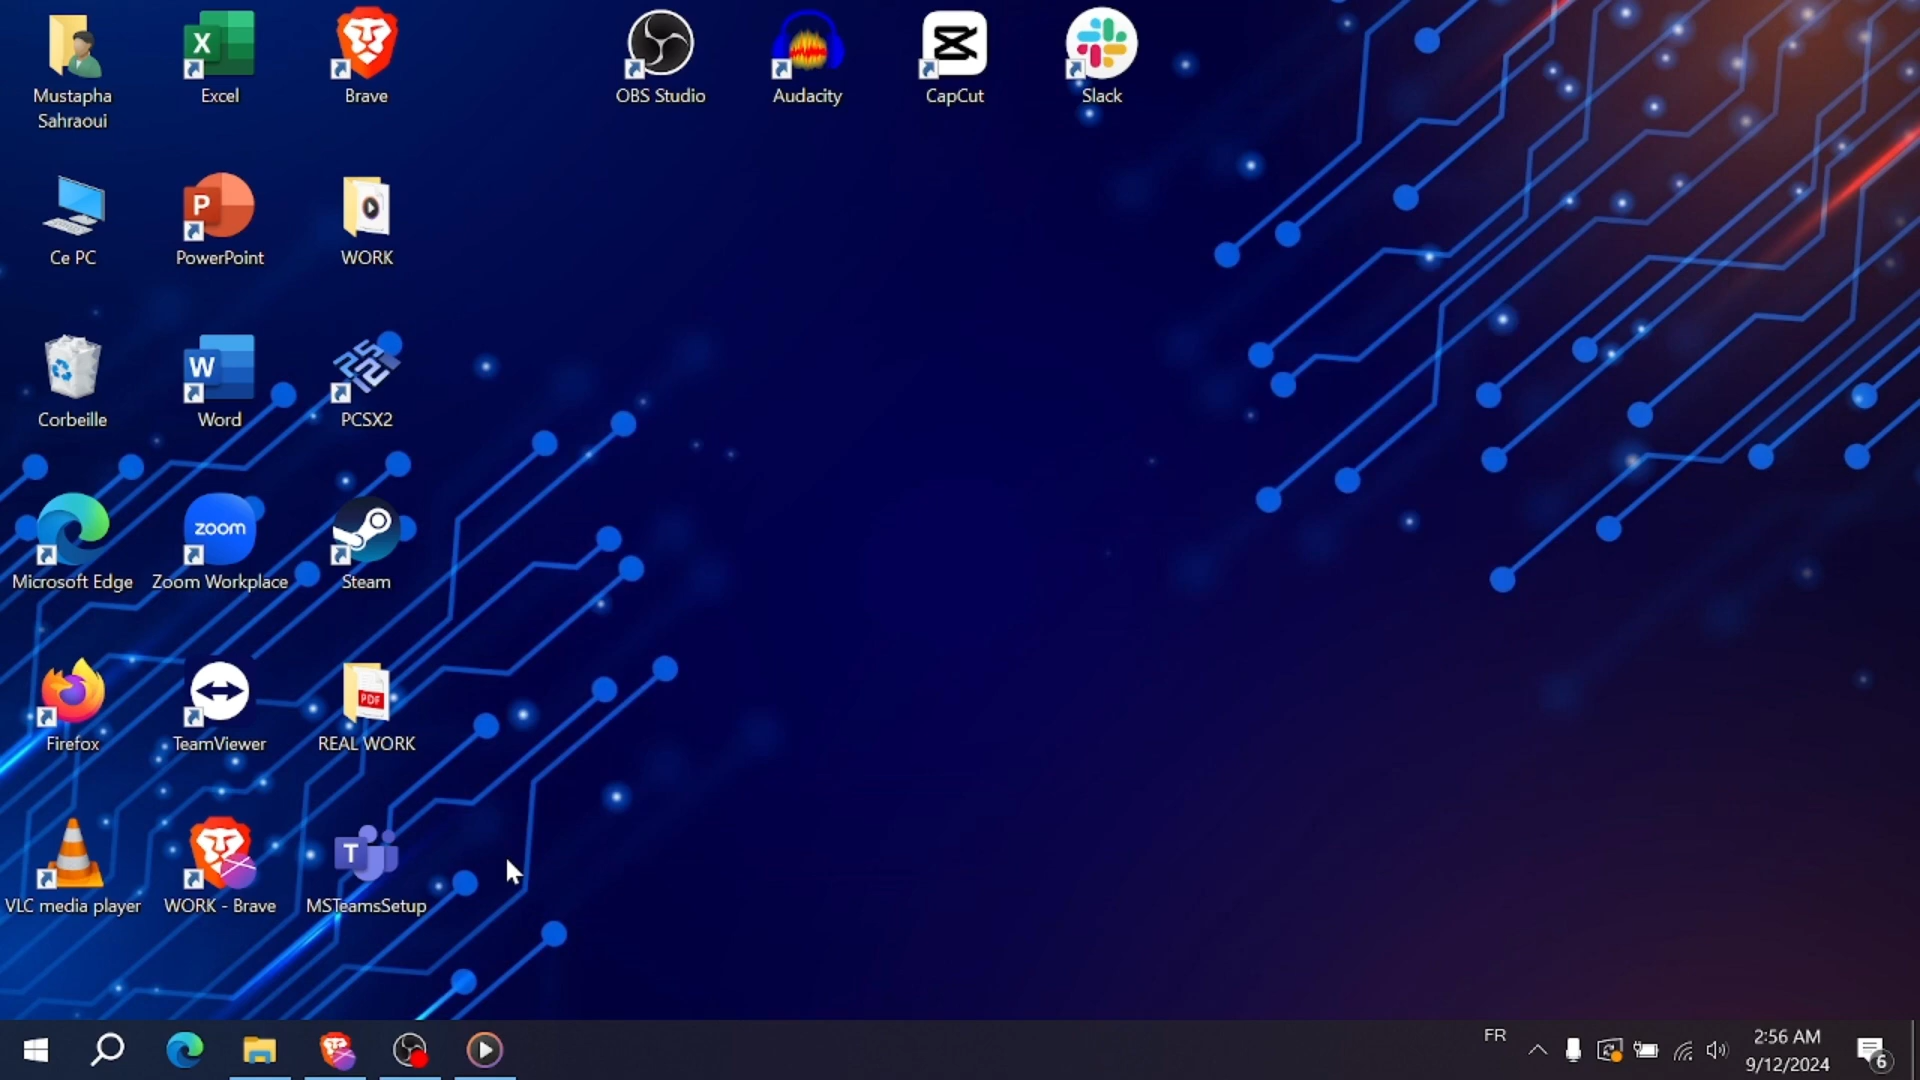 Mustapha
Sahraoui
Excel
Brave
OBS Studio
Audacity
CapCut
Slack
Ce PC
PowerPoint
WORK
Corbeille
Word
PCSX2
Microsoft Edge
zoom
Zoom Workplace
Steam
Firefox
TeamViewer
PDF
REAL WORK
VLC media player
WORK - Brave
MSTeamsSetup
FR
2:56 AM
9/12/2024
6